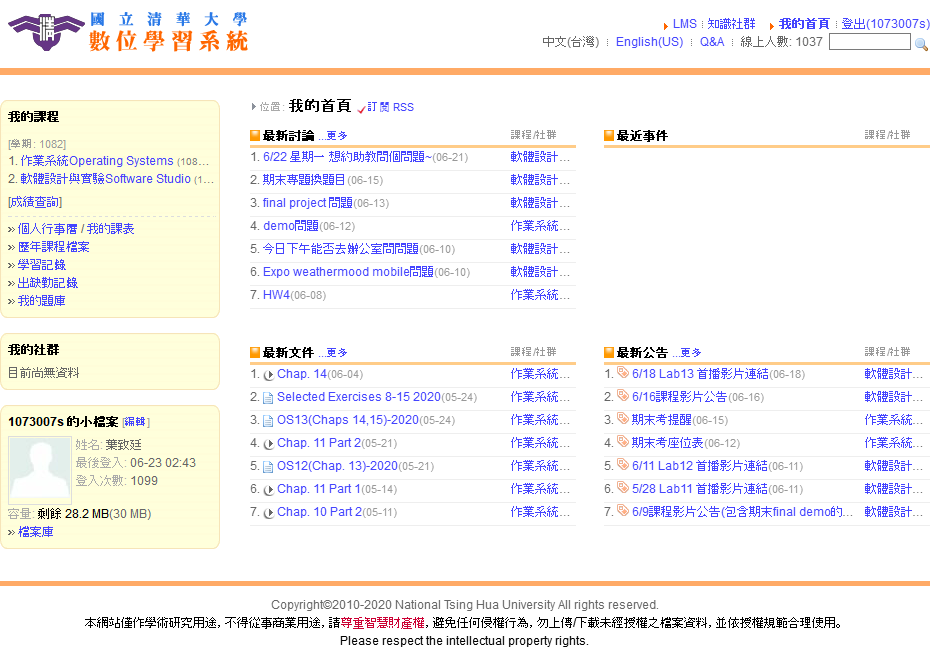 國立清華大學
數位學習系統
LMS 知識社群 我的首頁 登出(1073007s)
中文(台灣) English(US) Q&A 線上人數: 1037
我的課程
[學期: 1082]
1. 作業系統Operating Systems (108...
2. 軟體設計與實驗Software Studio (1...
[成績查詢]
» 個人行事曆 / 我的課表
» 歷年課程檔案
» 學習記錄
» 出缺勤記錄
» 我的題庫
我的社群
目前尚無資料
1073007s 的小檔案 [編輯]
姓名: 葉致廷
最後登入: 06-23 02:43
登入次數: 1099
容量: 剩餘 28.2 MB(30 MB)
» 檔案庫
位置: 我的首頁 訂閱 RSS
最新討論 ...更多 課程/社群
1. 6/22 星期一 想約助教問個問題~(06-21) 軟體設計...
2. 期末專題換題目(06-15) 軟體設計...
3. final project 問題(06-13) 軟體設計...
4. demo問題(06-12) 作業系統...
5. 今日下午能否去辦公室問問題(06-10) 軟體設計...
6. Expo weathermood mobile問題(06-10) 軟體設計...
7. HW4(06-08) 作業系統...
最近事件 課程/社群
最新文件 ...更多 課程/社群
1. Chap. 14(06-04) 作業系統...
2. Selected Exercises 8-15 2020(05-24) 作業系統...
3. OS13(Chaps 14,15)-2020(05-24) 作業系統...
4. Chap. 11 Part 2(05-21) 作業系統...
5. OS12(Chap. 13)-2020(05-21) 作業系統...
6. Chap. 11 Part 1(05-14) 作業系統...
7. Chap. 10 Part 2(05-11) 作業系統...
最新公告 ...更多 課程/社群
1. 6/18 Lab13 首播影片連結(06-18) 軟體設計...
2. 6/16課程影片公告(06-16) 軟體設計...
3. 期末考提醒(06-15) 作業系統...
4. 期末考座位表(06-12) 作業系統...
5. 6/11 Lab12 首播影片連結(06-11) 軟體設計...
6. 5/28 Lab11 首播影片連結(06-11) 軟體設計...
7. 6/9課程影片公告(包含期末final demo的... 軟體設計...
Copyright©2010-2020 National Tsing Hua University All rights reserved.
本網站僅作學術研究用途, 不得從事商業用途, 請尊重智慧財產權, 避免任何侵權行為, 勿上傳/下載未經授權之檔案資料, 並依授權規範合理使用。
Please respect the intellectual property rights.